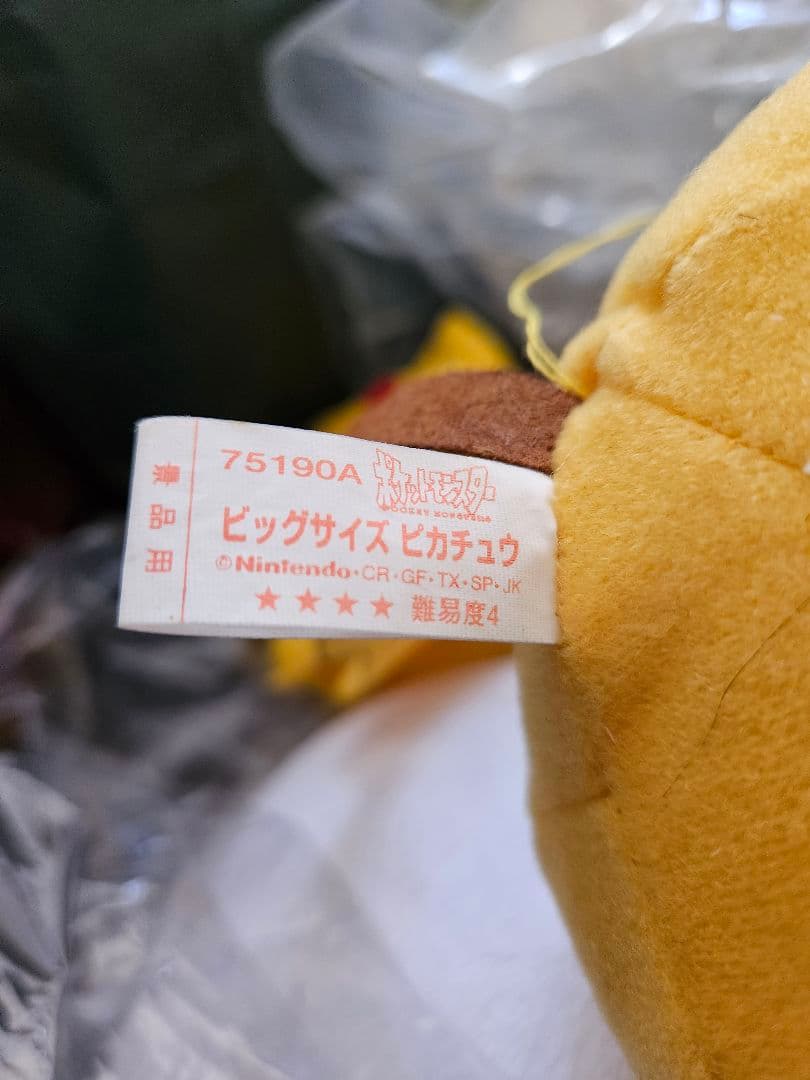 景品用
75190A ポケットモンスター
POCKET MONSTERS
ビッグサイズ ピカチュウ
©Nintendo・CR・GF・TX・SP・JK
★★★★ 難易度4